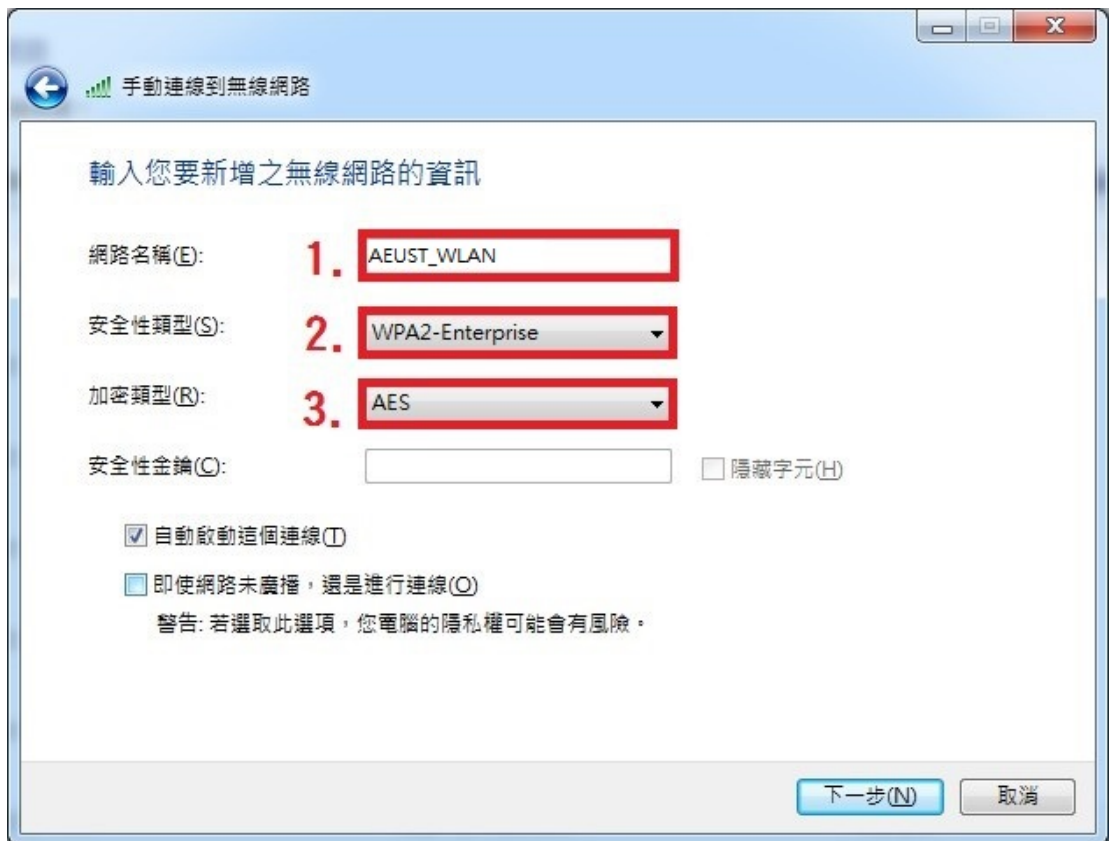 手動連線到無線網路
輸入您要新增之無線網路的資訊
網路名稱(E): 1. AEUST_WLAN
安全性類型(S): 2. WPA2-Enterprise
加密類型(R): 3. AES
安全性金鑰(C): 隱藏字元(H)
自動啟動這個連線(T)
即使網路未廣播，還是進行連線(O)
警告: 若選取此選項，您電腦的隱私權可能會有風險。
下一步(N) 取消